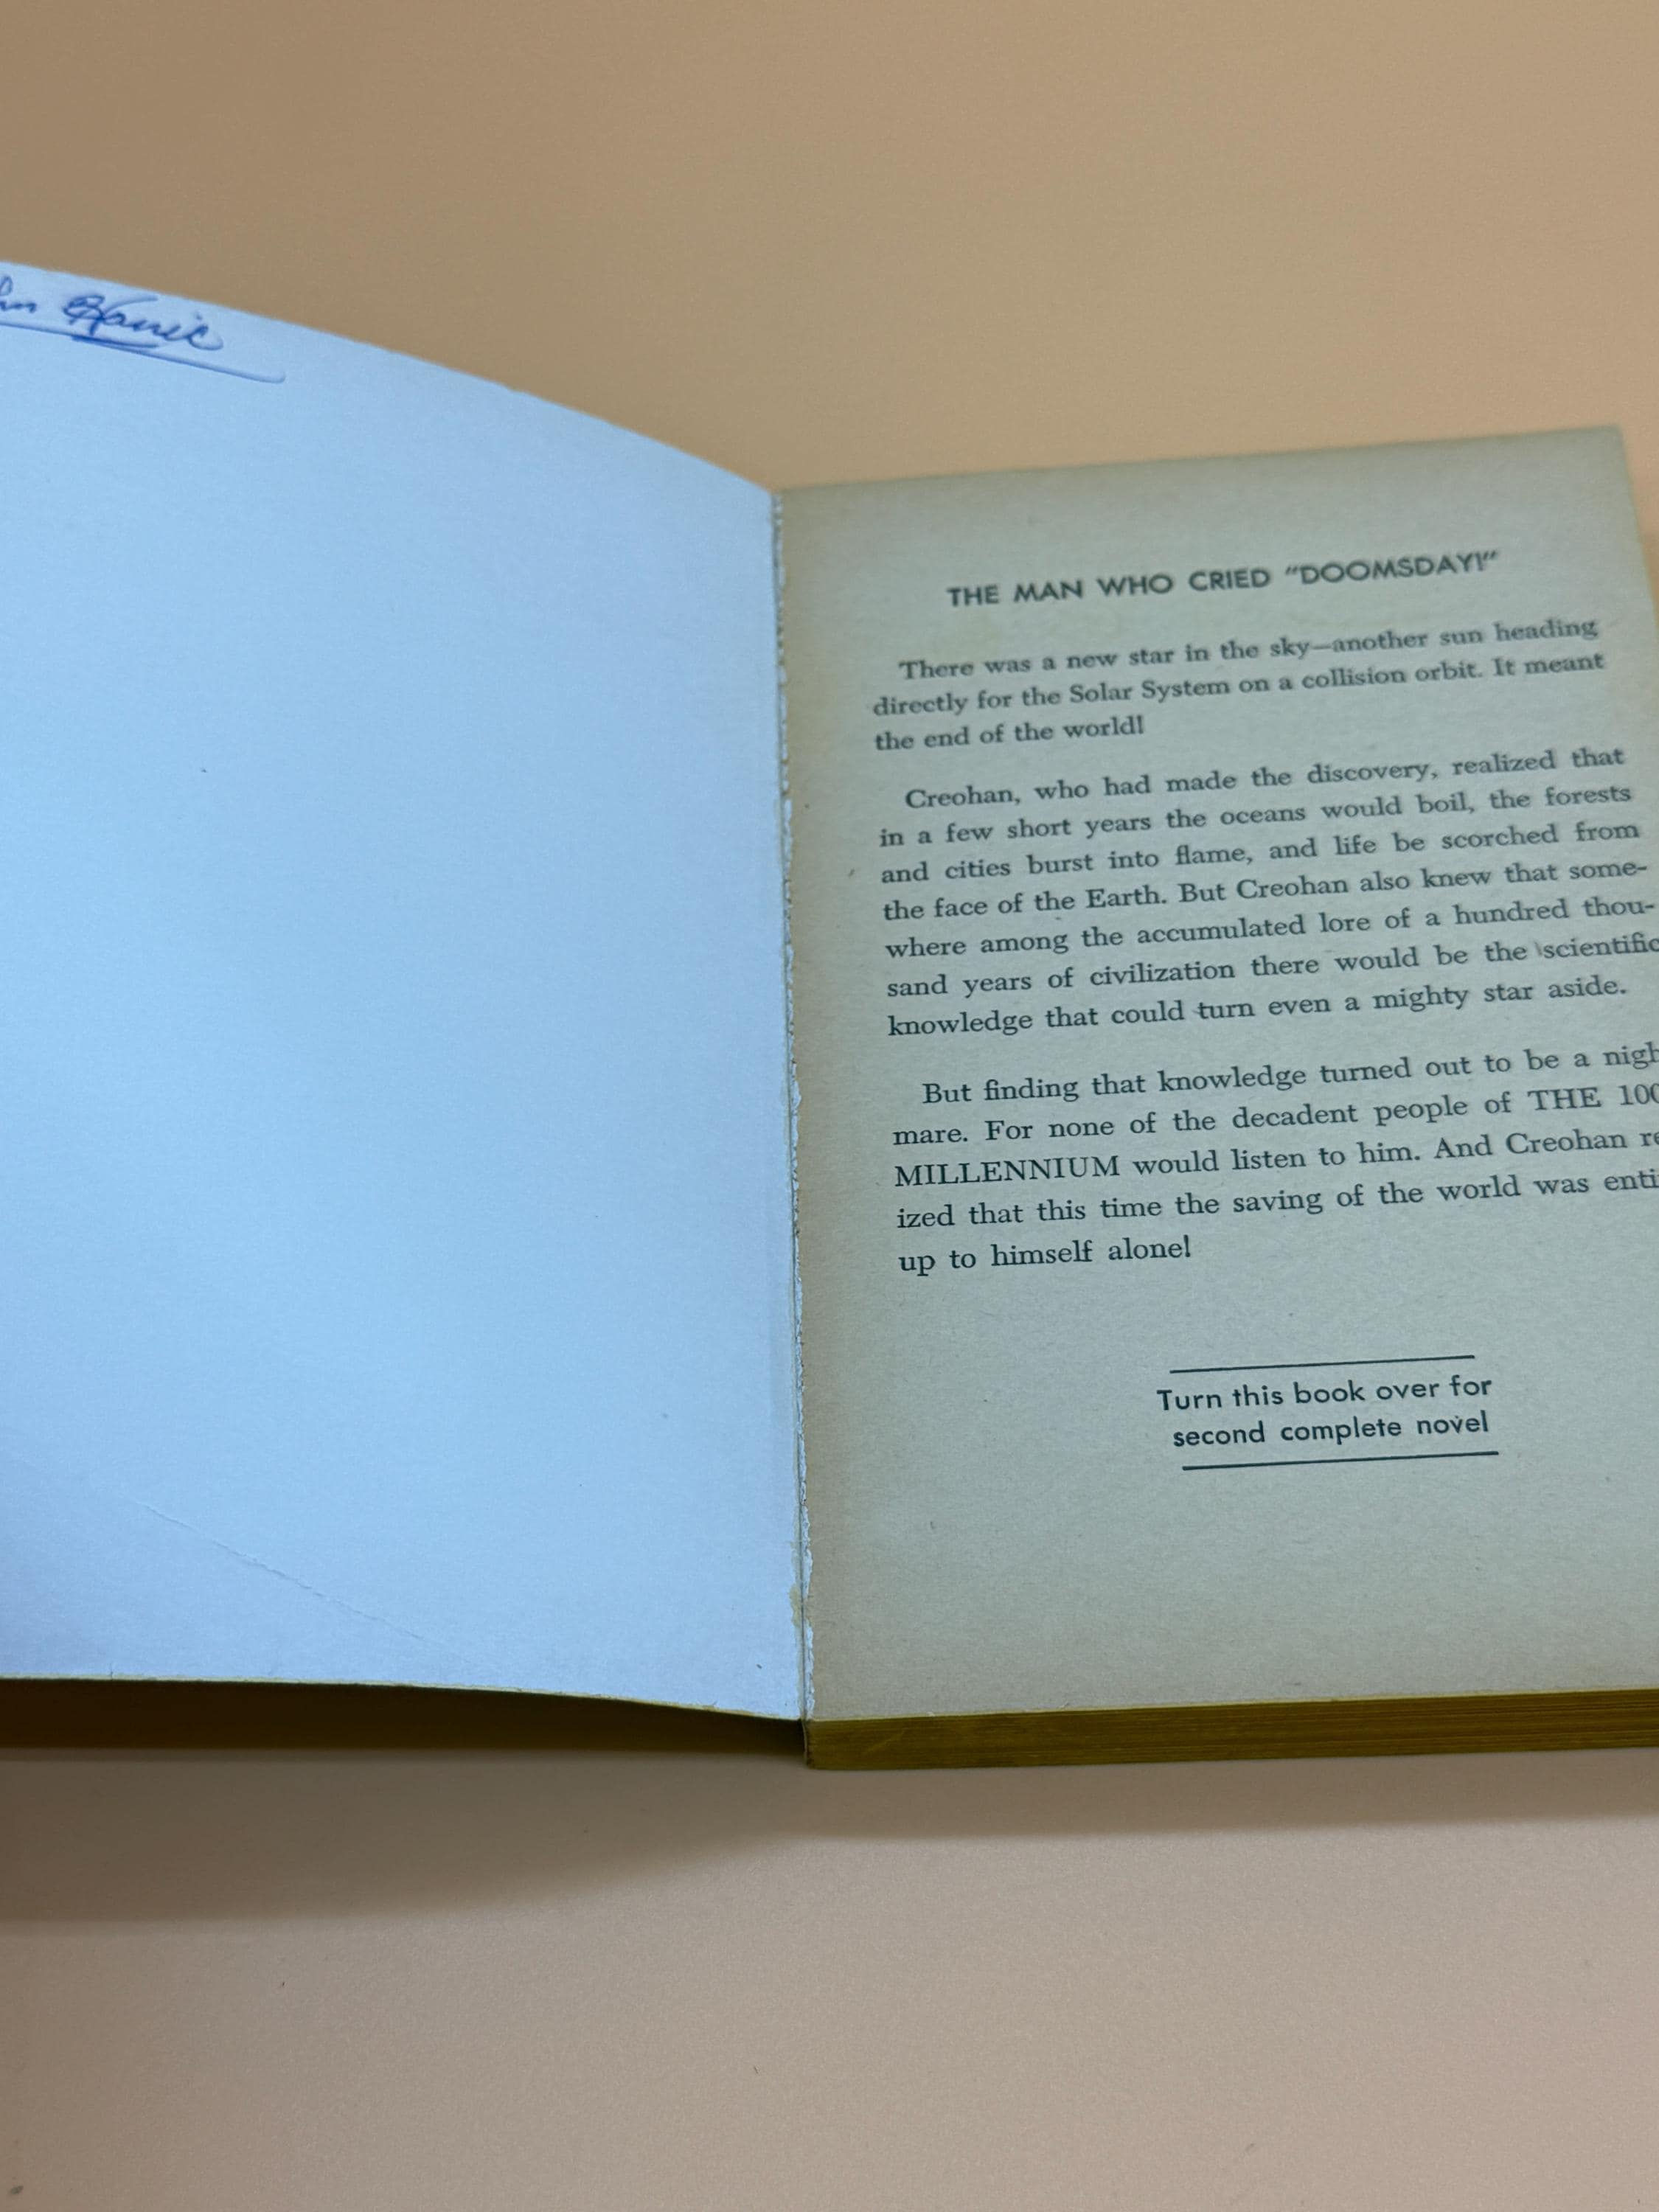 THE MAN WHO CRIED "DOOMSDAY!"
There was a new star in the sky—another sun heading
directly for the Solar System on a collision orbit. It meant
the end of the world!
Creohan, who had made the discovery, realized that
in a few short years the oceans would boil, the forests
and cities burst into flame, and life be scorched from
the face of the Earth. But Creohan also knew that some-
where among the accumulated lore of a hundred thou-
sand years of civilization there would be the scientific
knowledge that could turn even a mighty star aside.
But finding that knowledge turned out to be a nigh
mare. For none of the decadent people of THE 100
MILLENNIUM would listen to him. And Creohan re
ized that this time the saving of the world was enti
up to himself alone!
Turn this book over for
second complete novel